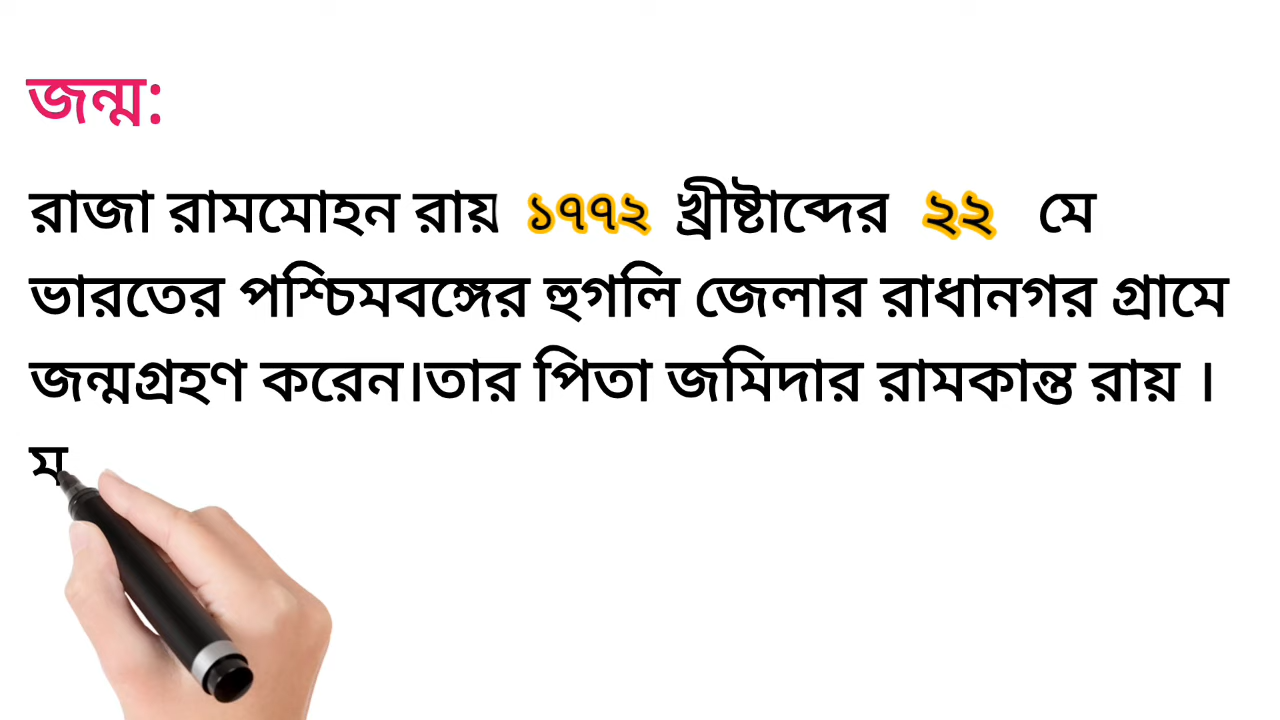 জন্ম:
রাজা রামমোহন রায় ১৭৭২ খ্রীষ্টাব্দের ২২ মে
ভারতের পশ্চিমবঙ্গের হুগলি জেলার রাধানগর গ্রামে
জন্মগ্রহণ করেন।তার পিতা জমিদার রামকান্ত রায় ।
ম